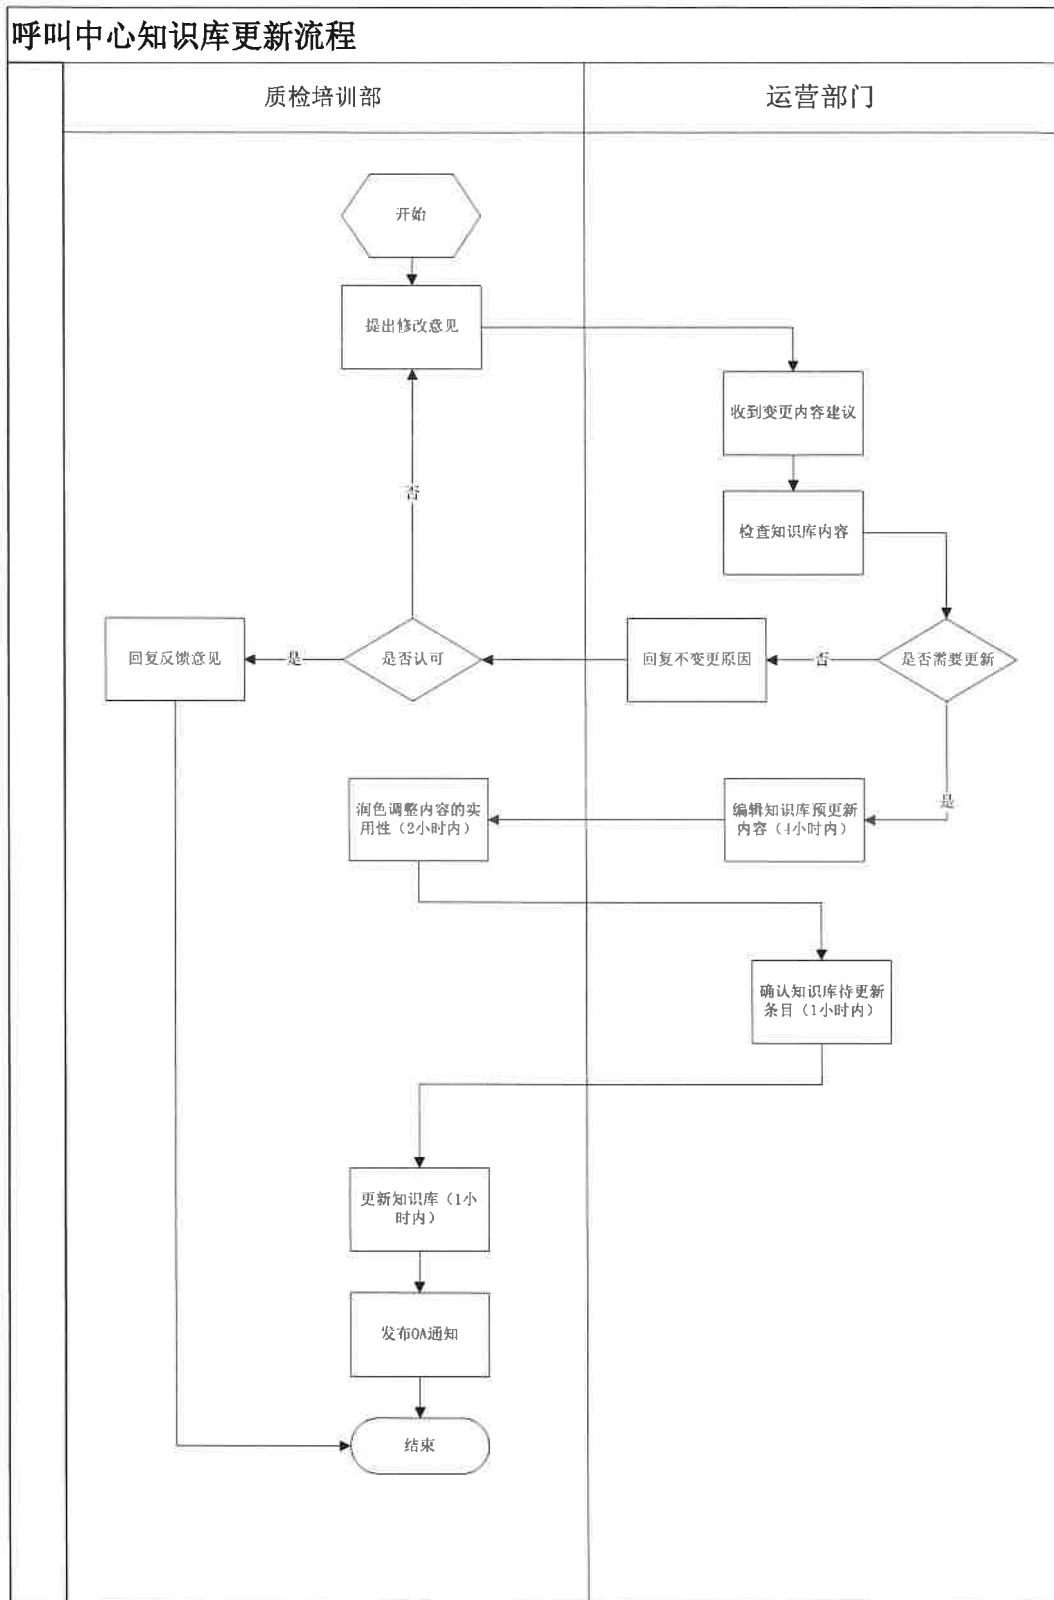 呼叫中心知识库更新流程
质检培训部
运营部门
开始
提出修改意见
收到变更内容建议
否
检查知识库内容
回复反馈意见
是
是否认可
回复不变更原因
否
是否需要更新
润色调整内容的实
用性（2小时内）
编辑知识库预更新
内容（4小时内）
是
确认知识库待更新
条目（1小时内）
更新知识库（1小
时内）
发布OA通知
结束